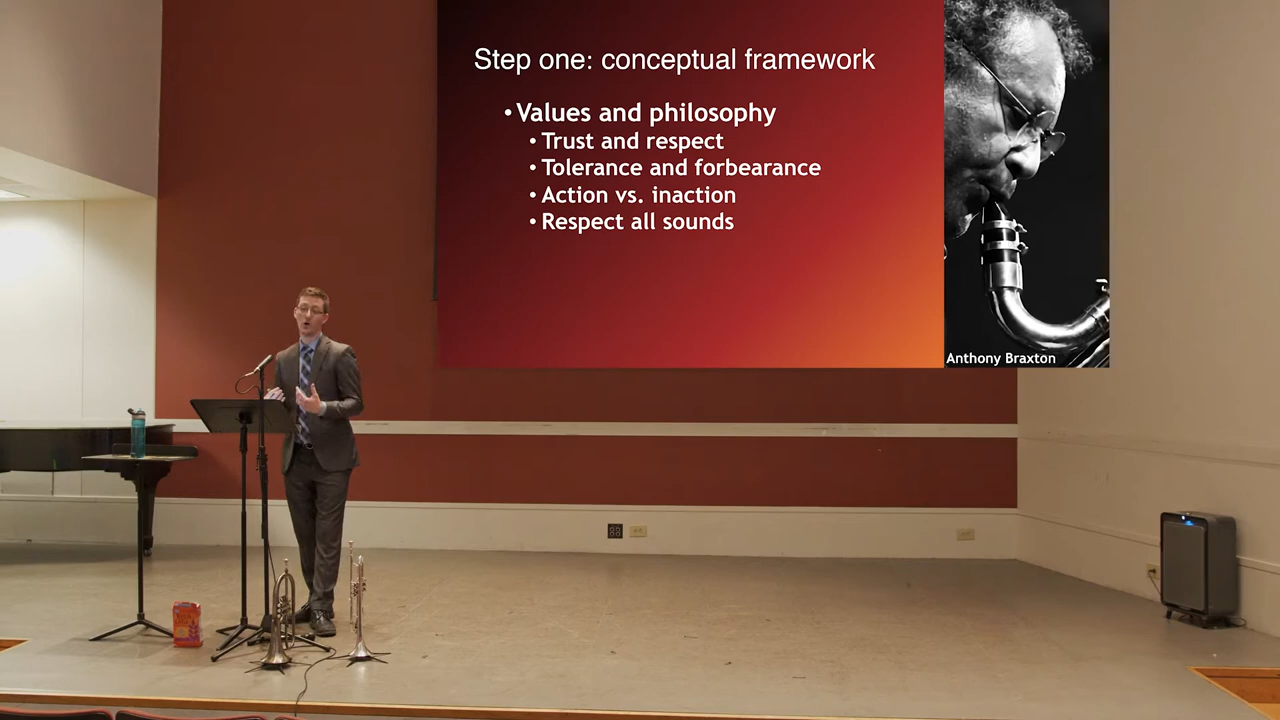 Step one: conceptual framework
• Values and philosophy
• Trust and respect
• Tolerance and forbearance
• Action vs. inaction
• Respect all sounds
Anthony Braxton